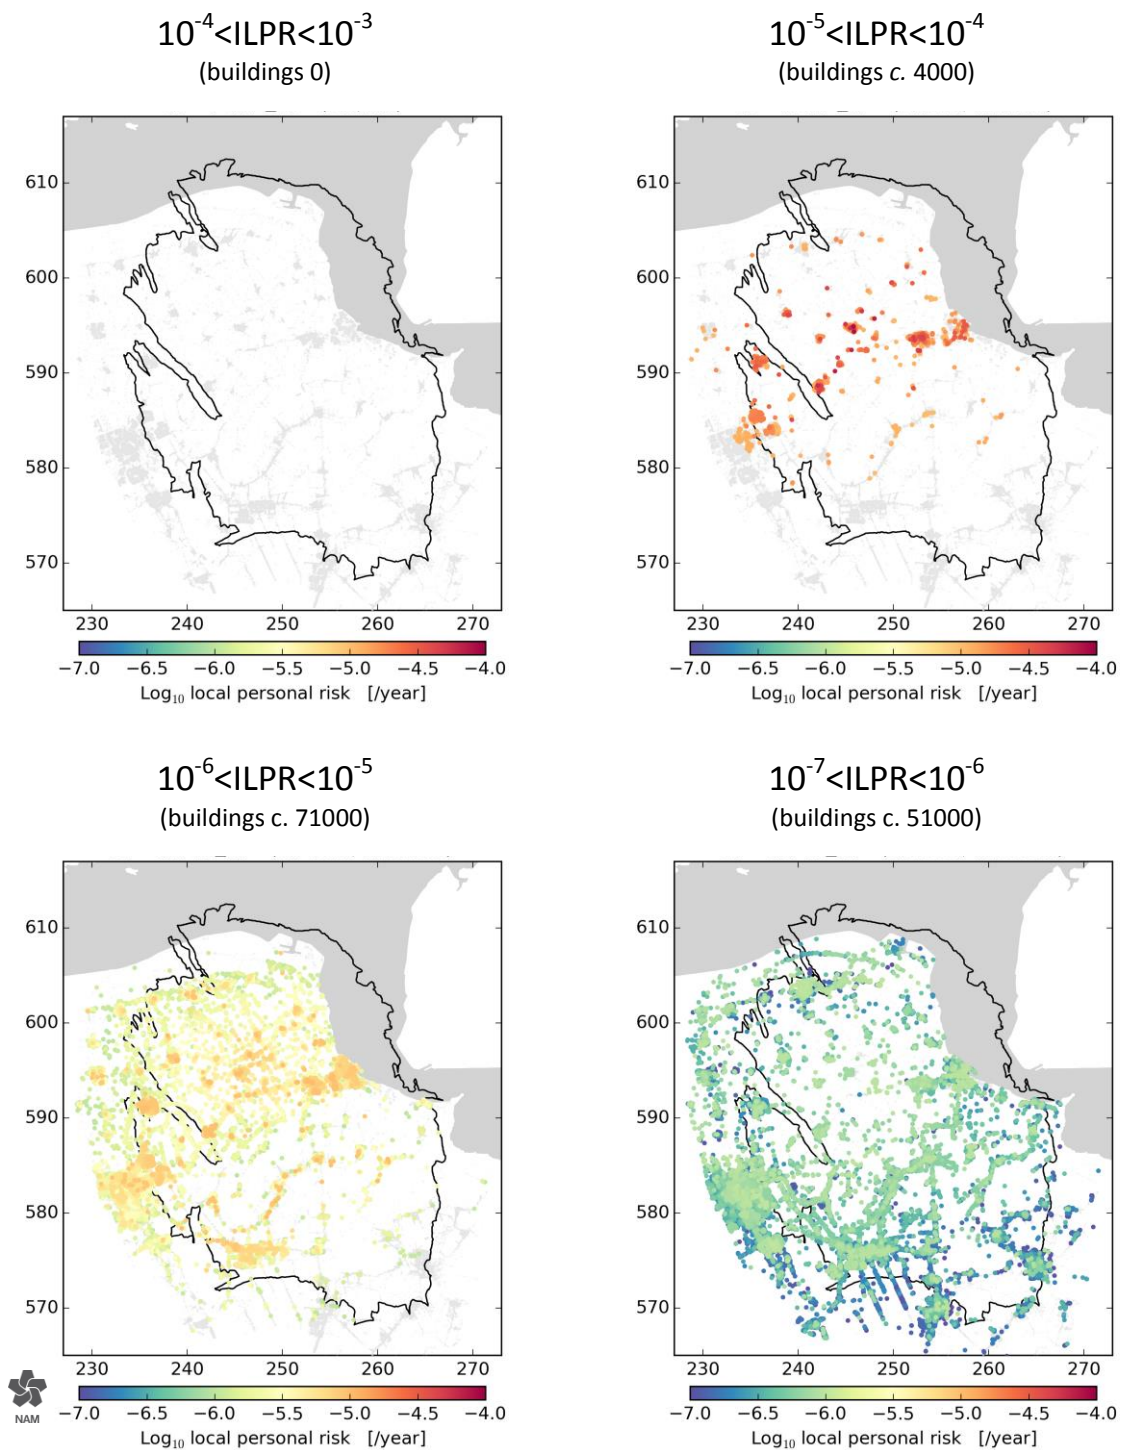 10⁻⁴<ILPR<10⁻³
(buildings 0)
10⁻⁵<ILPR<10⁻⁴
(buildings c. 4000)
610
600
590
580
570
230 240 250 260 270
−7.0 −6.5 −6.0 −5.5 −5.0 −4.5 −4.0
Log₁₀ local personal risk [/year]
610
600
590
580
570
230 240 250 260 270
−7.0 −6.5 −6.0 −5.5 −5.0 −4.5 −4.0
Log₁₀ local personal risk [/year]
10⁻⁶<ILPR<10⁻⁵
(buildings c. 71000)
10⁻⁷<ILPR<10⁻⁶
(buildings c. 51000)
610
600
590
580
570
230 240 250 260 270
−7.0 −6.5 −6.0 −5.5 −5.0 −4.5 −4.0
Log₁₀ local personal risk [/year]
610
600
590
580
570
230 240 250 260 270
−7.0 −6.5 −6.0 −5.5 −5.0 −4.5 −4.0
Log₁₀ local personal risk [/year]
NAM